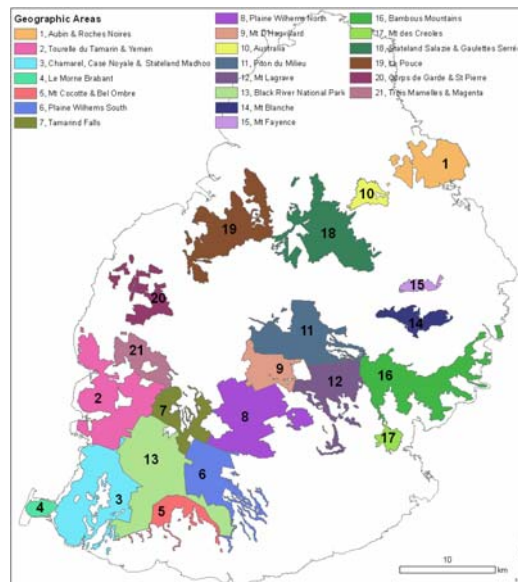 Geographic Areas
1, Aubin & Roches Noires
2, Tourelle du Tamarin & Yemen
3, Chamarel, Case Noyale & Stateland Madhoo
4, Le Morne Brabant
5, Mt Cocotte & Bel Ombre
6, Plaine Wilhems South
7, Tamarind Falls
8, Plaine Wilhems North
9, Mt D'Hauvillard
10, Australia
11, Piton du Milieu
12, Mt Lagrave
13, Black River National Park
14, Mt Blanche
15, Mt Fayence
16, Bambous Mountains
17, Mt des Creoles
18, Stateland Salazie & Gaulettes Serrée
19, La Pouce
20, Corps de Garde & St Pierre
21, Trois Mamelles & Magenta
1
10
19
18
15
20
14
11
21
9
12
16
2
7
8
17
13
6
3
4
5
10
km